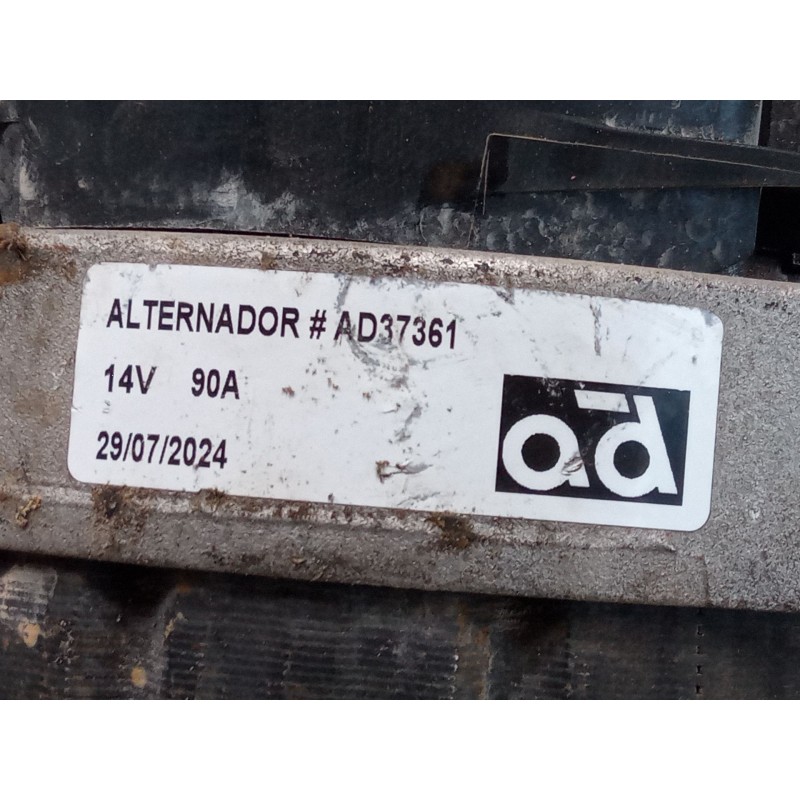 ALTERNADOR # AD37361
14V 90A
29/07/2024
ad